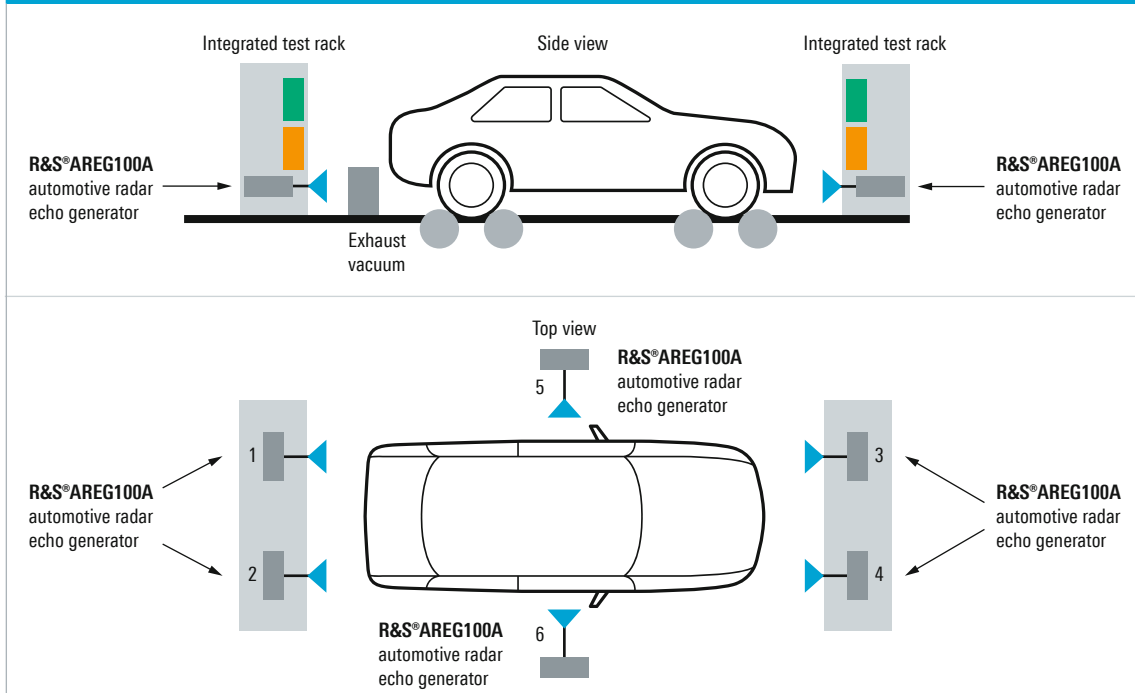 Integrated test rack
Side view
Integrated test rack
R&S®AREG100A
automotive radar
echo generator
R&S®AREG100A
automotive radar
echo generator
Exhaust
vacuum
Top view
5
R&S®AREG100A
automotive radar
echo generator
1
3
R&S®AREG100A
automotive radar
echo generator
R&S®AREG100A
automotive radar
echo generator
2
4
R&S®AREG100A
automotive radar
echo generator
6